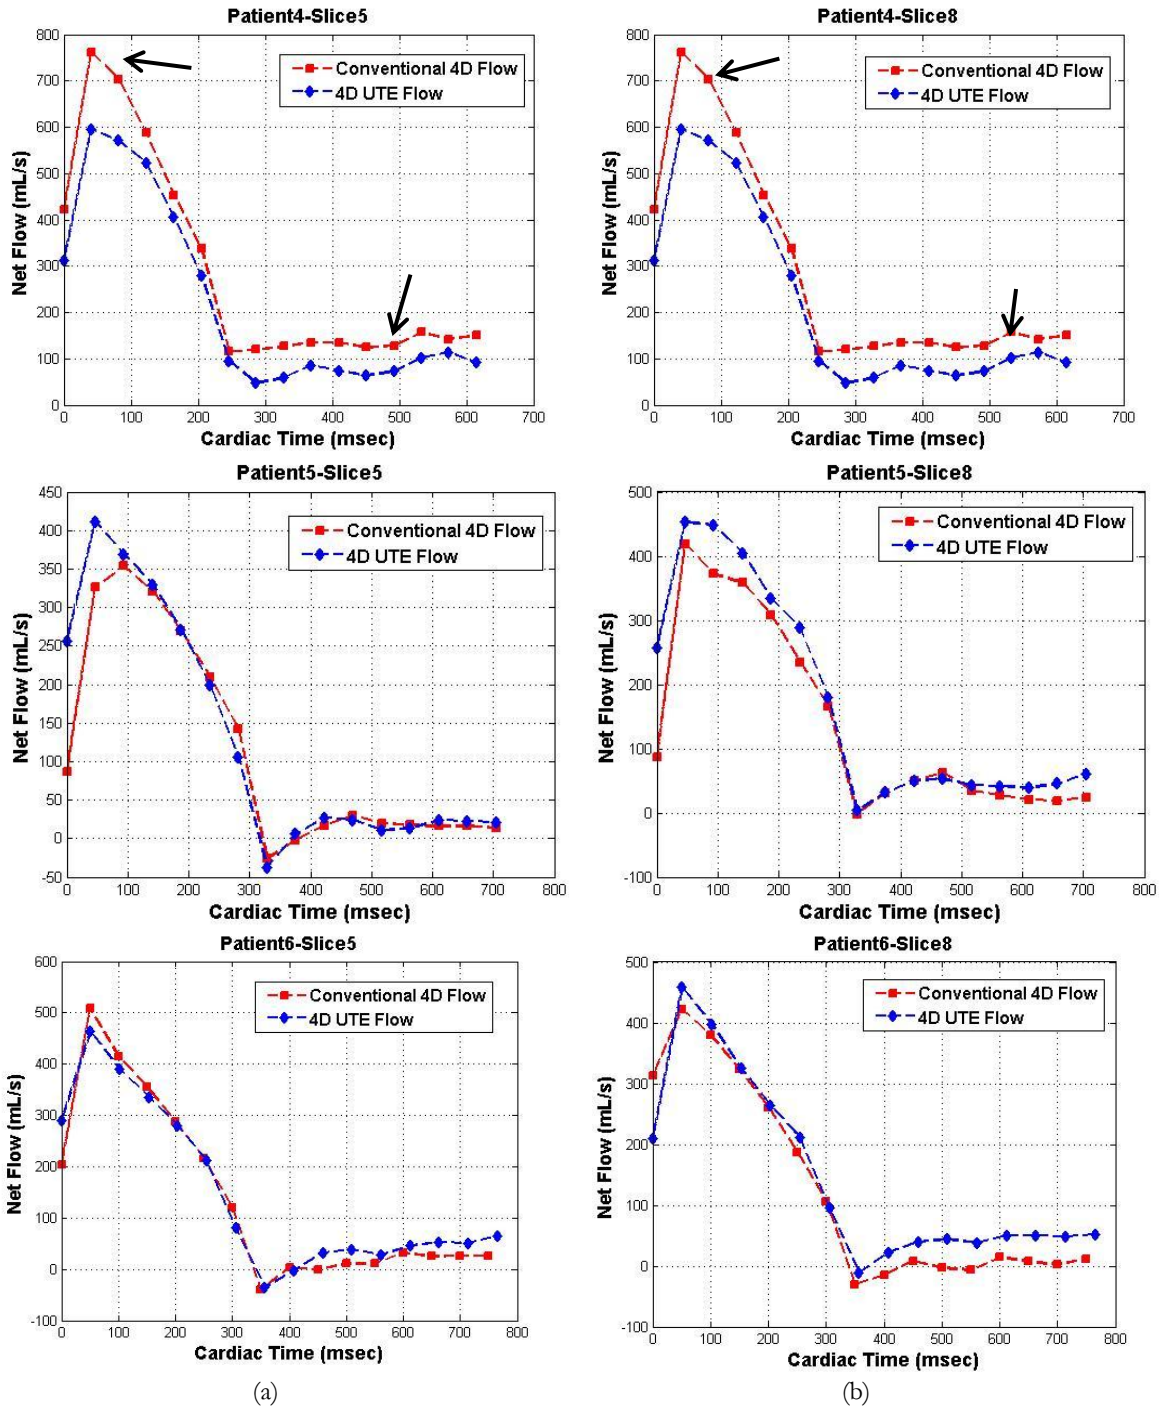 Patient4-Slice5
800
700
600
500
400
300
200
100
0
Net Flow (mL/s)
Conventional 4D Flow
4D UTE Flow
0 100 200 300 400 500 600 700
Cardiac Time (msec)
Patient4-Slice8
800
700
600
500
400
300
200
100
0
Net Flow (mL/s)
Conventional 4D Flow
4D UTE Flow
0 100 200 300 400 500 600 700
Cardiac Time (msec)
Patient5-Slice5
450
400
350
300
250
200
150
100
50
0
-50
Net Flow (mL/s)
Conventional 4D Flow
4D UTE Flow
0 100 200 300 400 500 600 700 800
Cardiac Time (msec)
Patient5-Slice8
500
400
300
200
100
0
-100
Net Flow (mL/s)
Conventional 4D Flow
4D UTE Flow
0 100 200 300 400 500 600 700 800
Cardiac Time (msec)
Patient6-Slice5
600
500
400
300
200
100
0
-100
Net Flow (mL/s)
Conventional 4D Flow
4D UTE Flow
0 100 200 300 400 500 600 700 800
Cardiac Time (msec)
Patient6-Slice8
500
400
300
200
100
0
-100
Net Flow (mL/s)
Conventional 4D Flow
4D UTE Flow
0 100 200 300 400 500 600 700 800
Cardiac Time (msec)
(a)
(b)